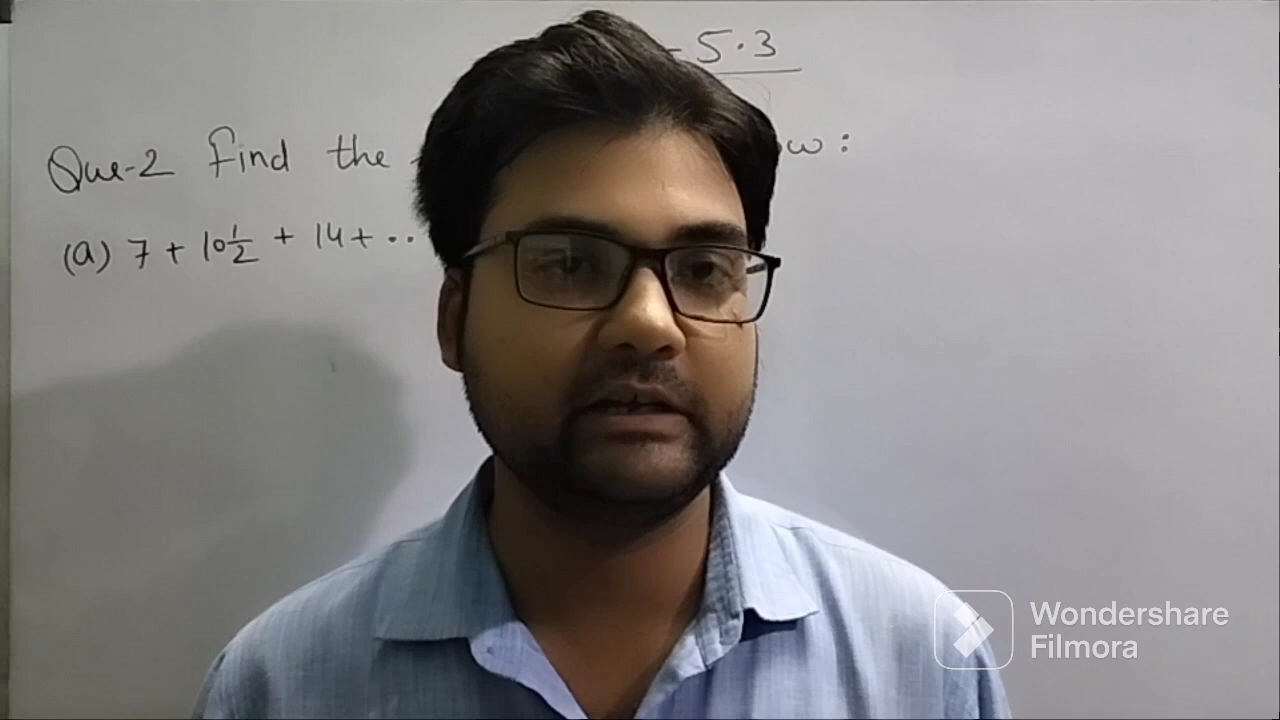 - 5.3
Que-2 Find the ow:
(a) 7 + 10½ + 14 + ..
Wondershare
Filmora